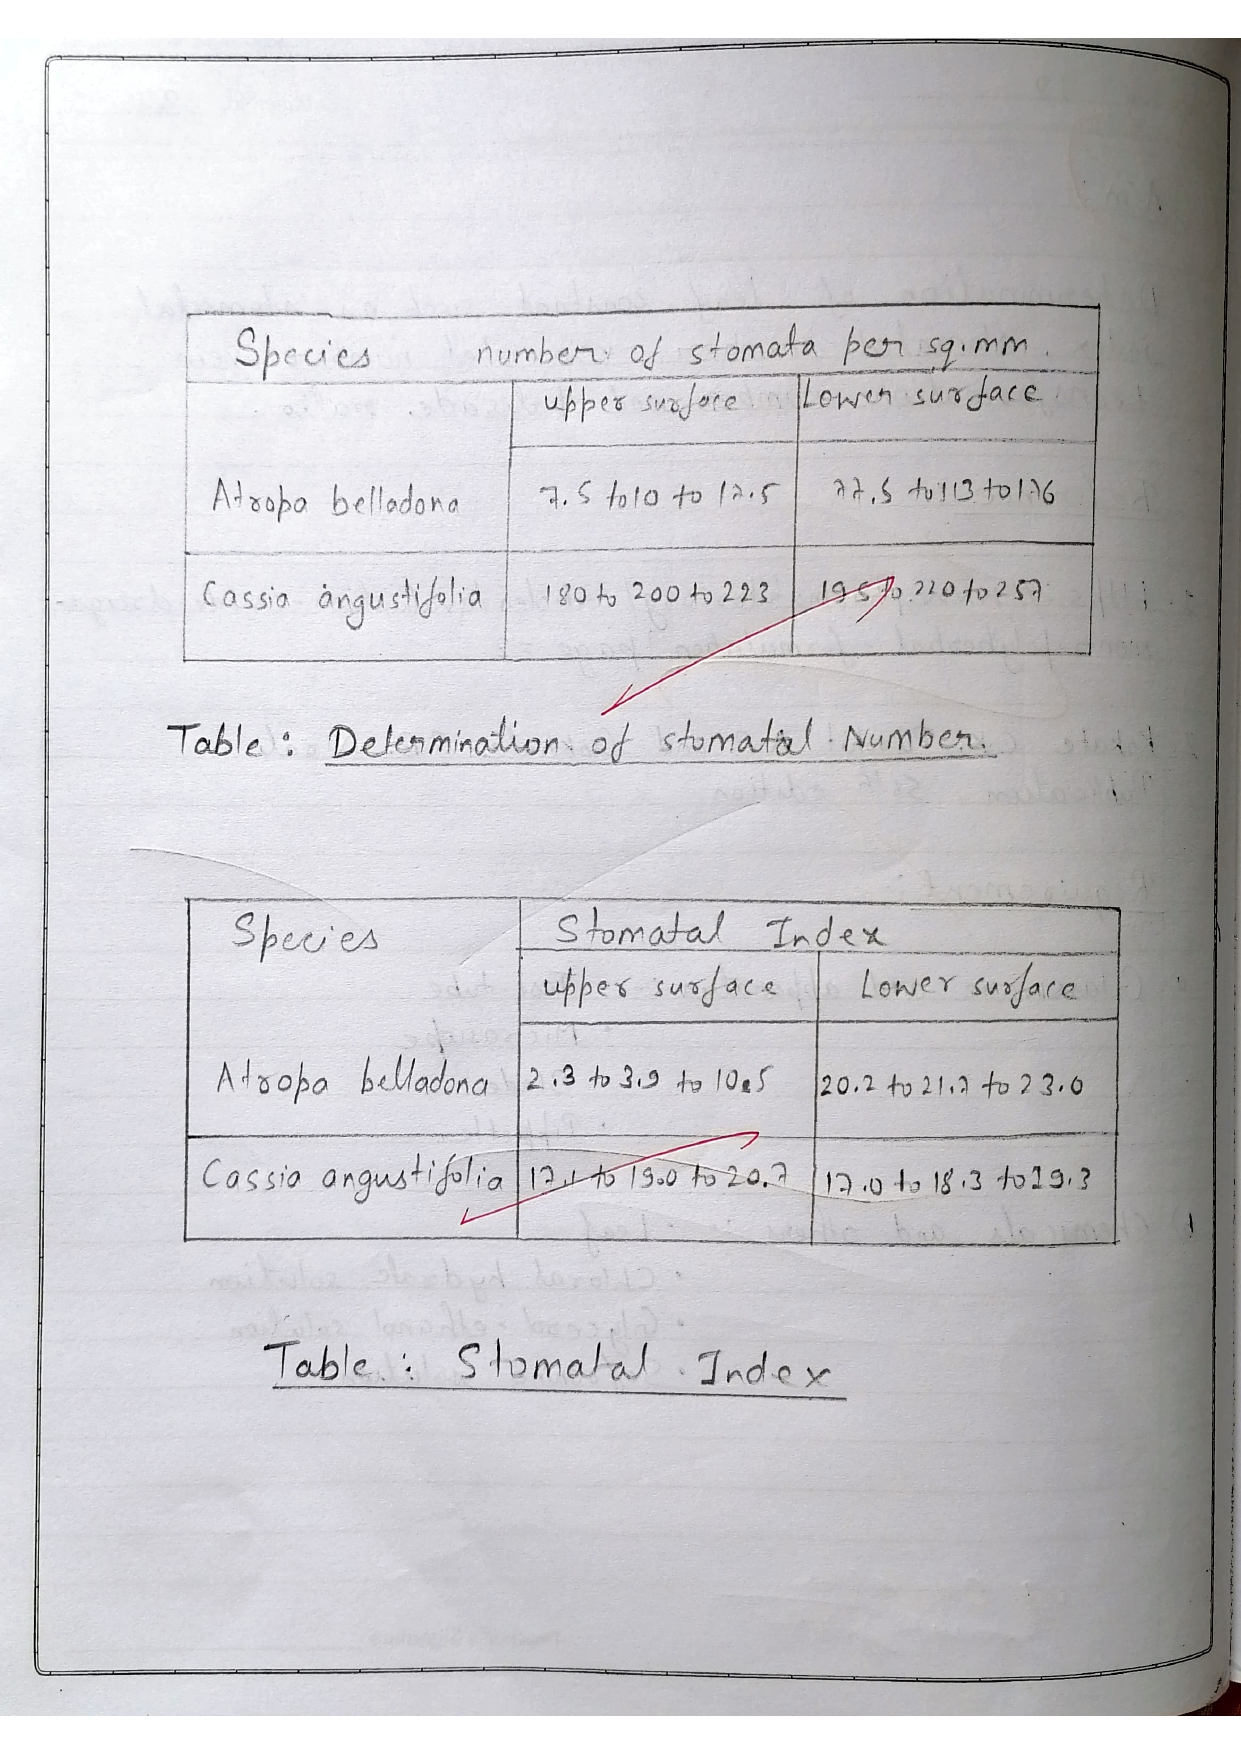 Species number of stomata per sq.mm
upper surface Lower surface
Atropa belladona 7.5 to 10 to 17.5 77.5 to 113 to 176
Cassia angustifolia 180 to 200 to 223 195 to 220 to 257
Table : Determination of stomatal Number.
Species Stomatal Index
upper surface Lower surface
Atropa belladona 2.3 to 3.9 to 10.5 20.2 to 21.7 to 23.0
Cassia angustifolia 17.1 to 19.0 to 20.7 17.0 to 18.3 to 19.3
Table : Stomatal Index